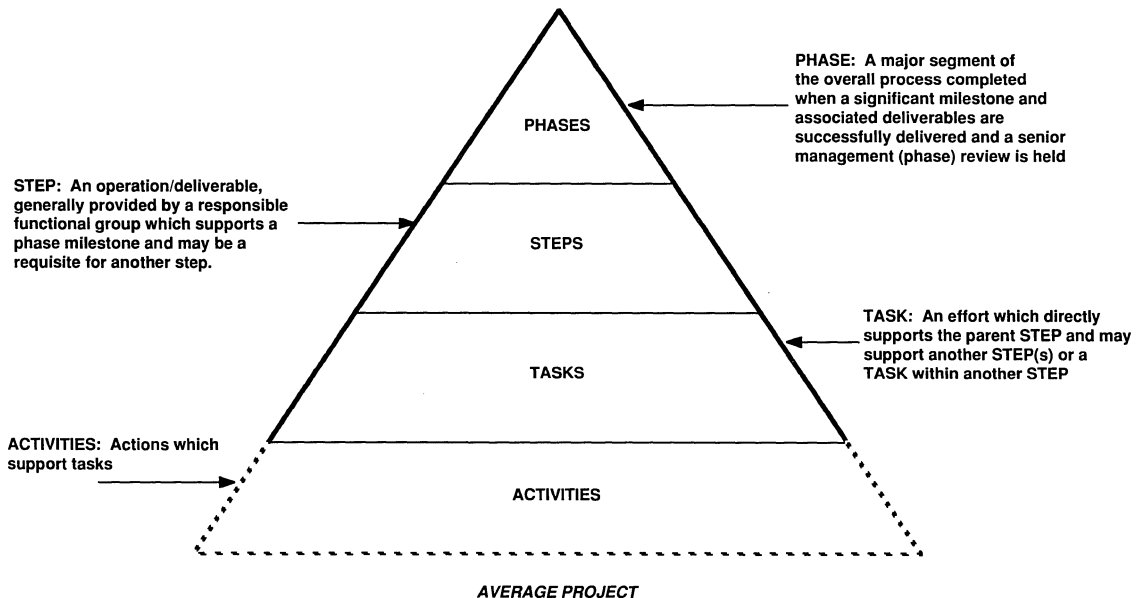 PHASE: A major segment of
the overall process completed
when a significant milestone and
associated deliverables are
successfully delivered and a senior
management (phase) review is held
PHASES
STEP: An operation/deliverable,
generally provided by a responsible
functional group which supports a
phase milestone and may be a
requisite for another step.
STEPS
TASK: An effort which directly
supports the parent STEP and may
support another STEP(s) or a
TASK within another STEP
TASKS
ACTIVITIES: Actions which
support tasks
ACTIVITIES
AVERAGE PROJECT